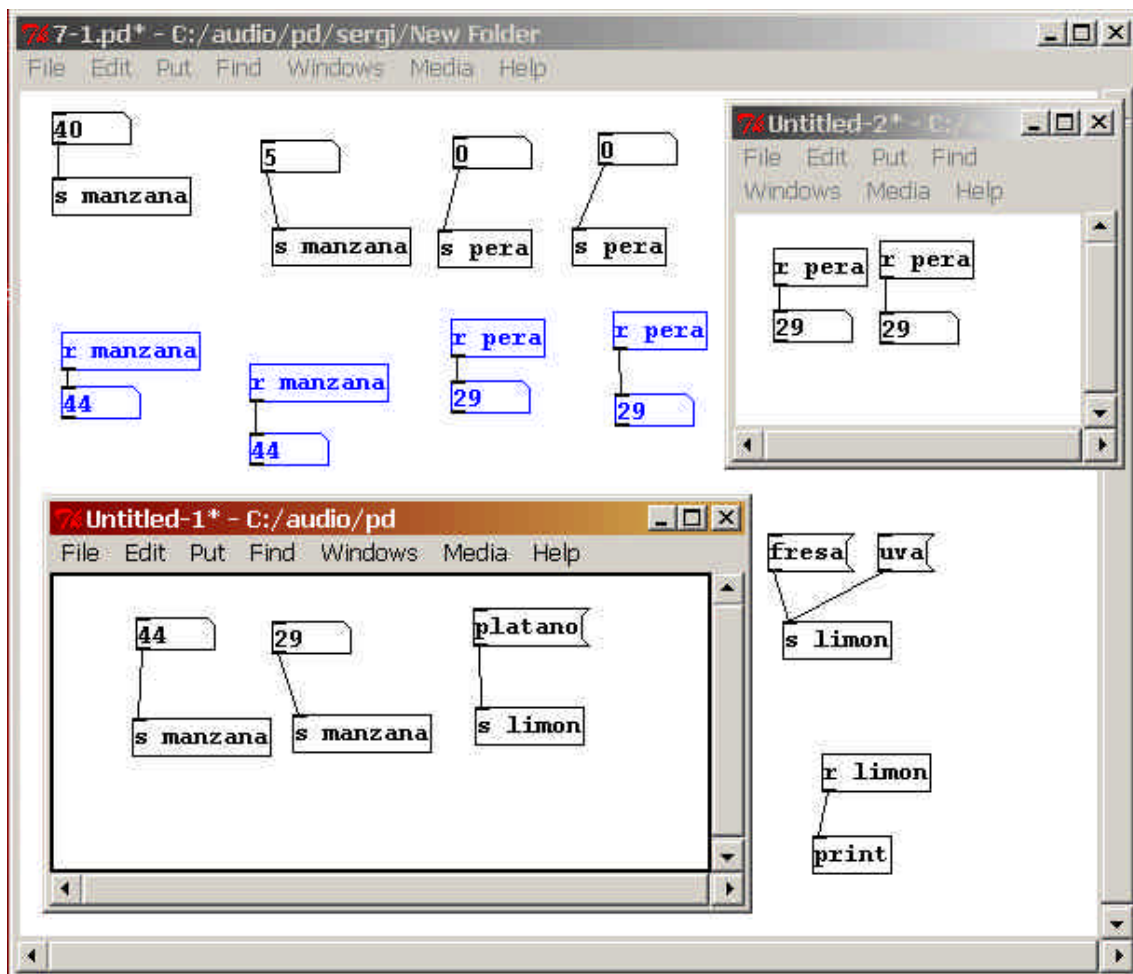 7-1.pd* - C:/audio/pd/sergi/New Folder
File Edit Put Find Windows Media Help
40
s manzana
5
s manzana
0
s pera
0
s pera
r manzana
44
r manzana
44
r pera
29
r pera
29
Untitled-2* - C:/a
File Edit Put Find
Windows Media Help
r pera
29
r pera
29
Untitled-1* - C:/audio/pd
File Edit Put Find Windows Media Help
44
s manzana
29
s manzana
platano
s limon
fresa
uva
s limon
r limon
print